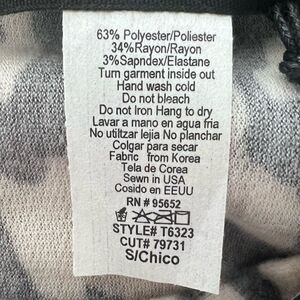 63% Polyester/Poliester
34%Rayon/Rayon
3%Sapndex/Elastane
Turn garment inside out
Hand wash cold
Do not bleach
Do not Iron Hang to dry
Lavar a mano en agua fria
No utiltzar lejia No planchar
Colgar para secar
Fabric from Korea
Tela de Corea
Sewn in USA
Cosido en EEUU
RN # 95652
STYLE# T6323
CUT# 79731
S/Chico